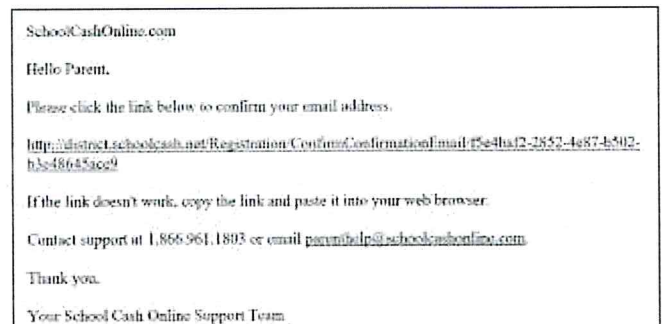 SchoolCashOnline.com
Hello Parent,
Please click the link below to confirm your email address.
http://district.schoolcash.net/Registration/ConfirmConfirmationEmail/f5e4baf2-2852-4e87-b502-
b3e48645ace9
If the link doesn't work, copy the link and paste it into your web browser.
Contact support at 1.866.961.1803 or email parenthelp@schoolcashonline.com.
Thank you,
Your School Cash Online Support Team